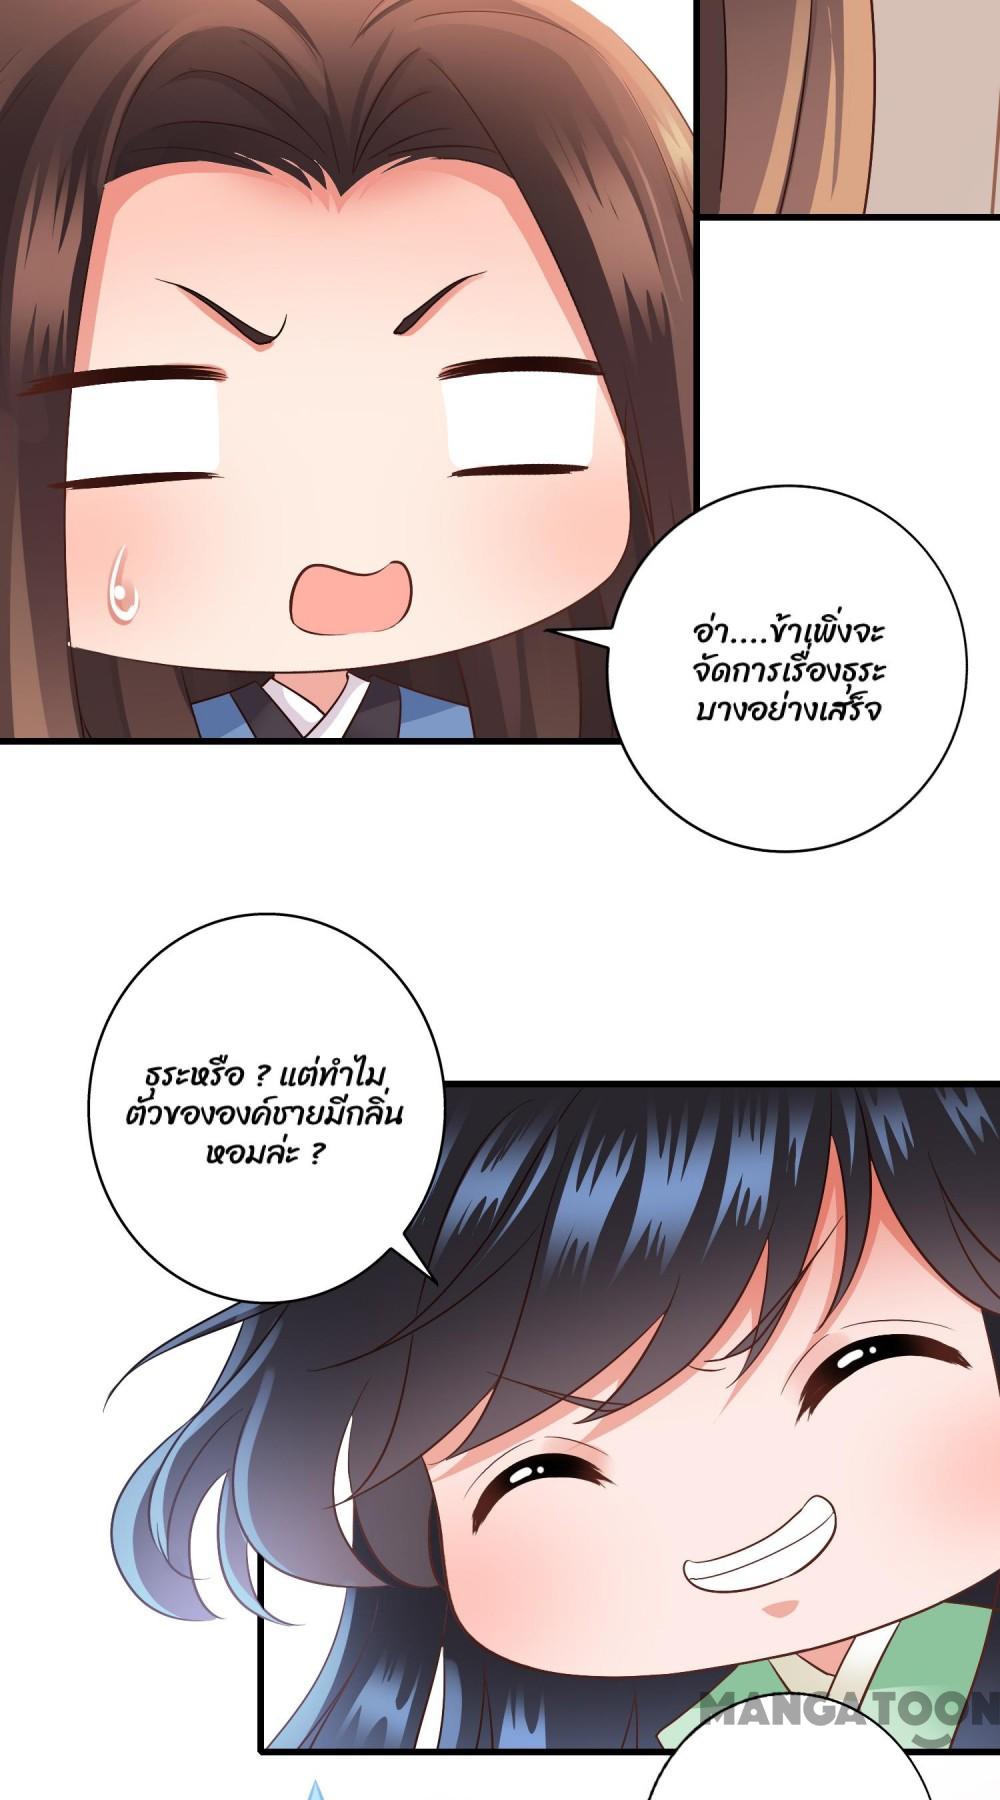 อ่า....ข้าเพิ่งจะ
จัดการเรื่องธุระ
บางอย่างเสร็จ
ธุระหรือ ? แต่ทำไม
ตัวขององค์ชายมีกลิ่น
หอมล่ะ ?
MANGATOON